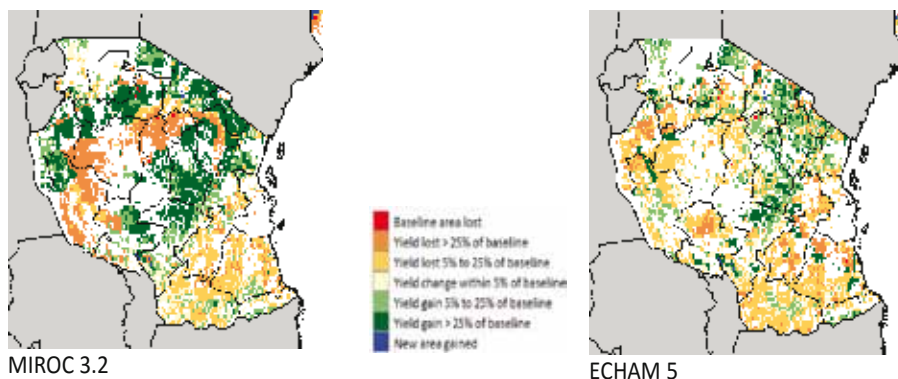 Baseline area lost
Yield lost > 25% of baseline
Yield lost 5% to 25% of baseline
Yield change within 5% of baseline
Yield gain 5% to 25% of baseline
Yield gain > 25% of baseline
New area gained
MIROC 3.2
ECHAM 5